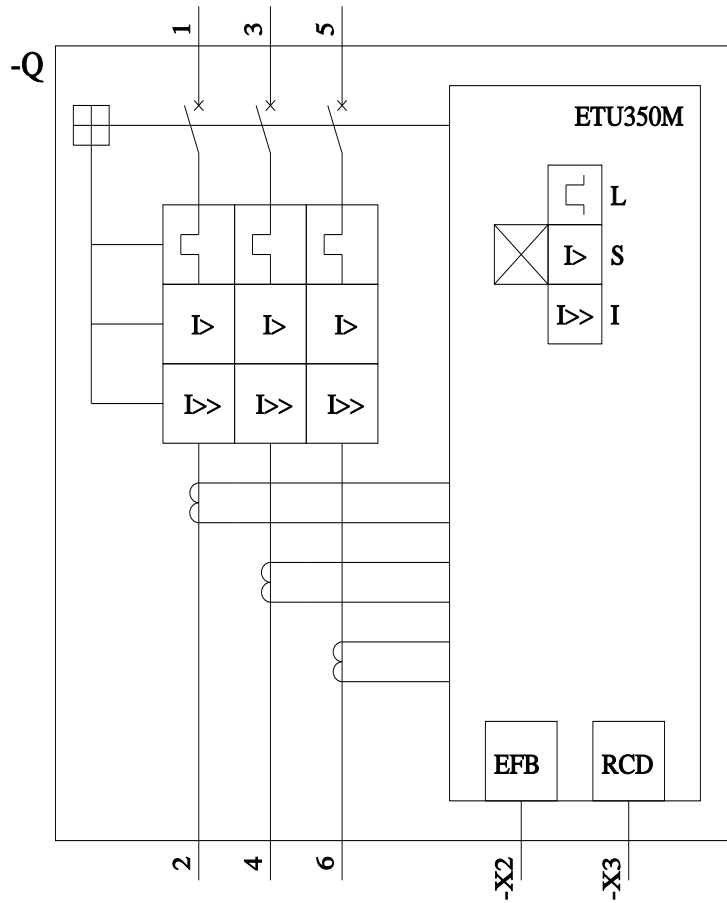 1 3 5
-Q
ETU350M
L
I> S
I>> I
I> I> I>
I>> I>> I>>
EFB RCD
2 4 6 -X2 -X3